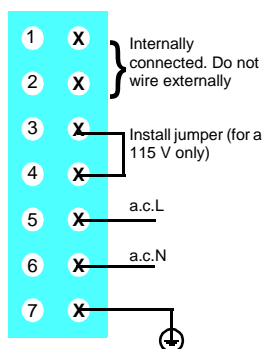 1 X Internally
connected. Do not
2 X wire externally
3 X Install jumper (for a
115 V only)
4 X
5 X a.c.L
6 X a.c.N
7 X